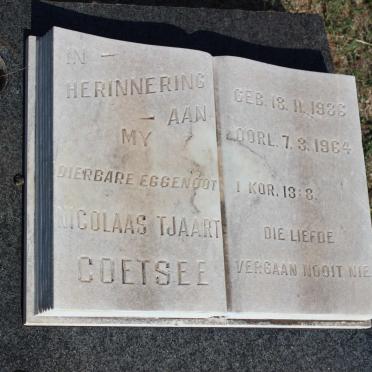 IN –
HERINNERING
– AAN
MY
DIERBARE EGGENOOT
NICOLAAS TJAART
COETSEE
GEB. 18. 11. 1936
OORL. 7. 3. 1964
1 KOR. 13:8.
DIE LIEFDE
VERGAAN NOOIT NIE